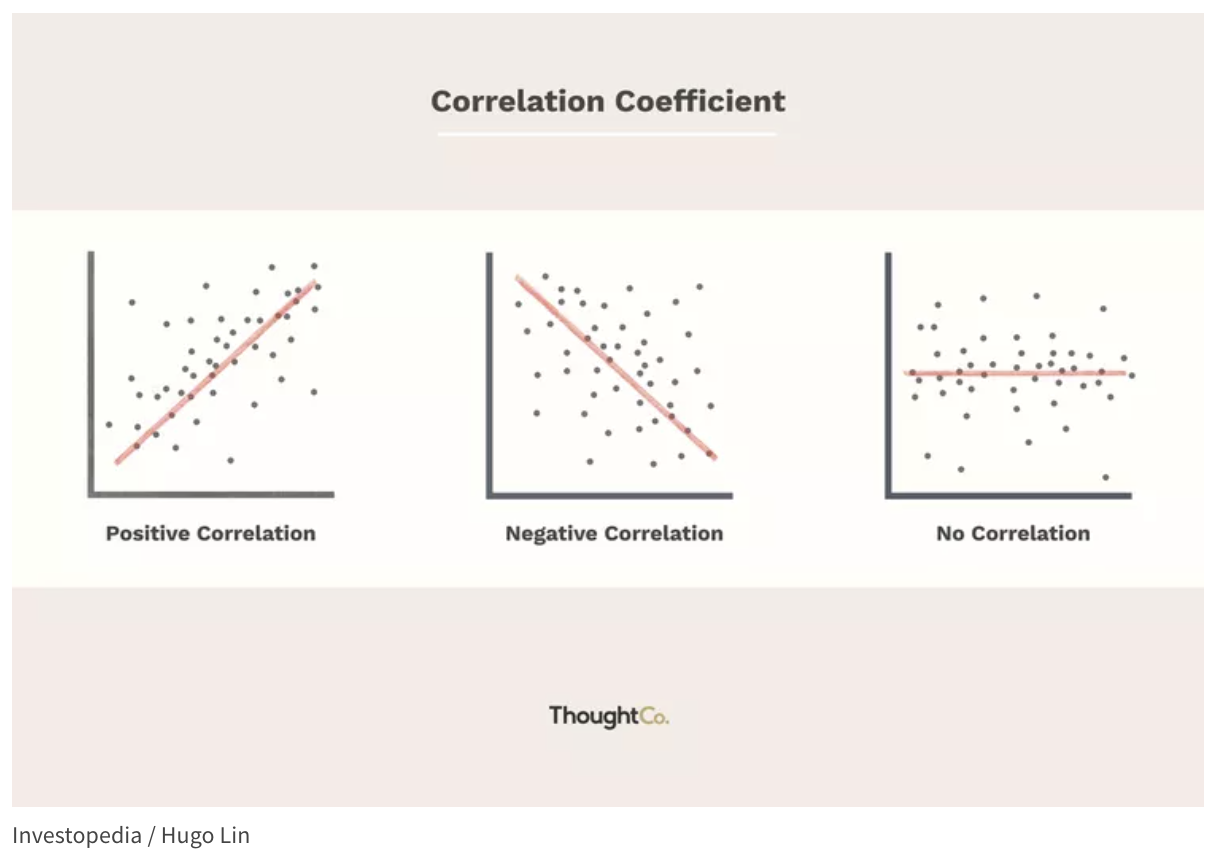 Correlation Coefficient
Positive Correlation
Negative Correlation
No Correlation
ThoughtCo.
Investopedia / Hugo Lin